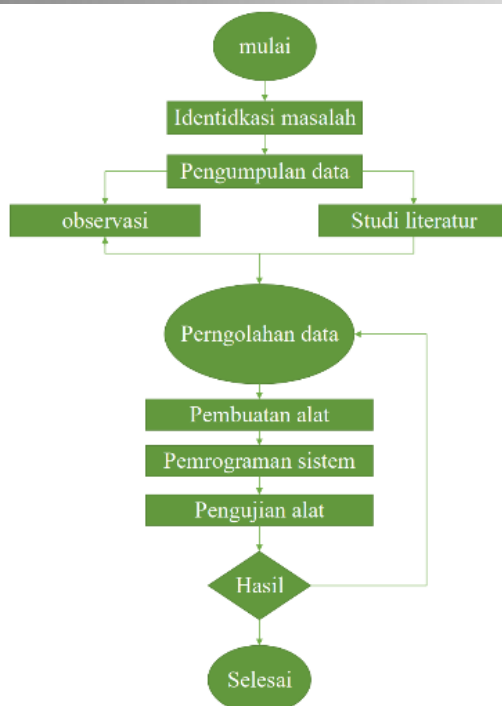 mulai
Identidkasi masalah
Pengumpulan data
observasi
Studi literatur
Perngolahan data
Pembuatan alat
Pemrograman sistem
Pengujian alat
Hasil
Selesai